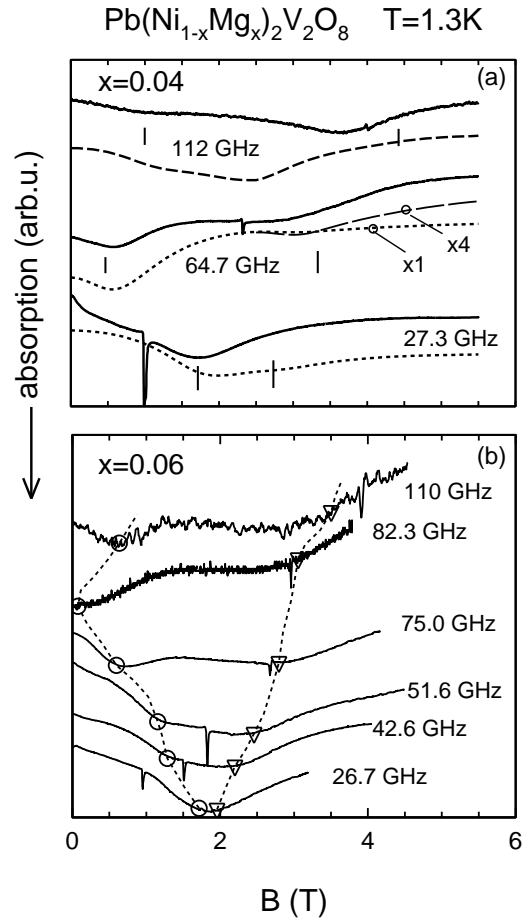 Pb(Ni1-xMgx)2V2O8 T=1.3K
x=0.04
(a)
112 GHz
x4
64.7 GHz
x1
27.3 GHz
absorption (arb.u.)
x=0.06
(b)
110 GHz
82.3 GHz
75.0 GHz
51.6 GHz
42.6 GHz
26.7 GHz
0 2 4 6
B (T)